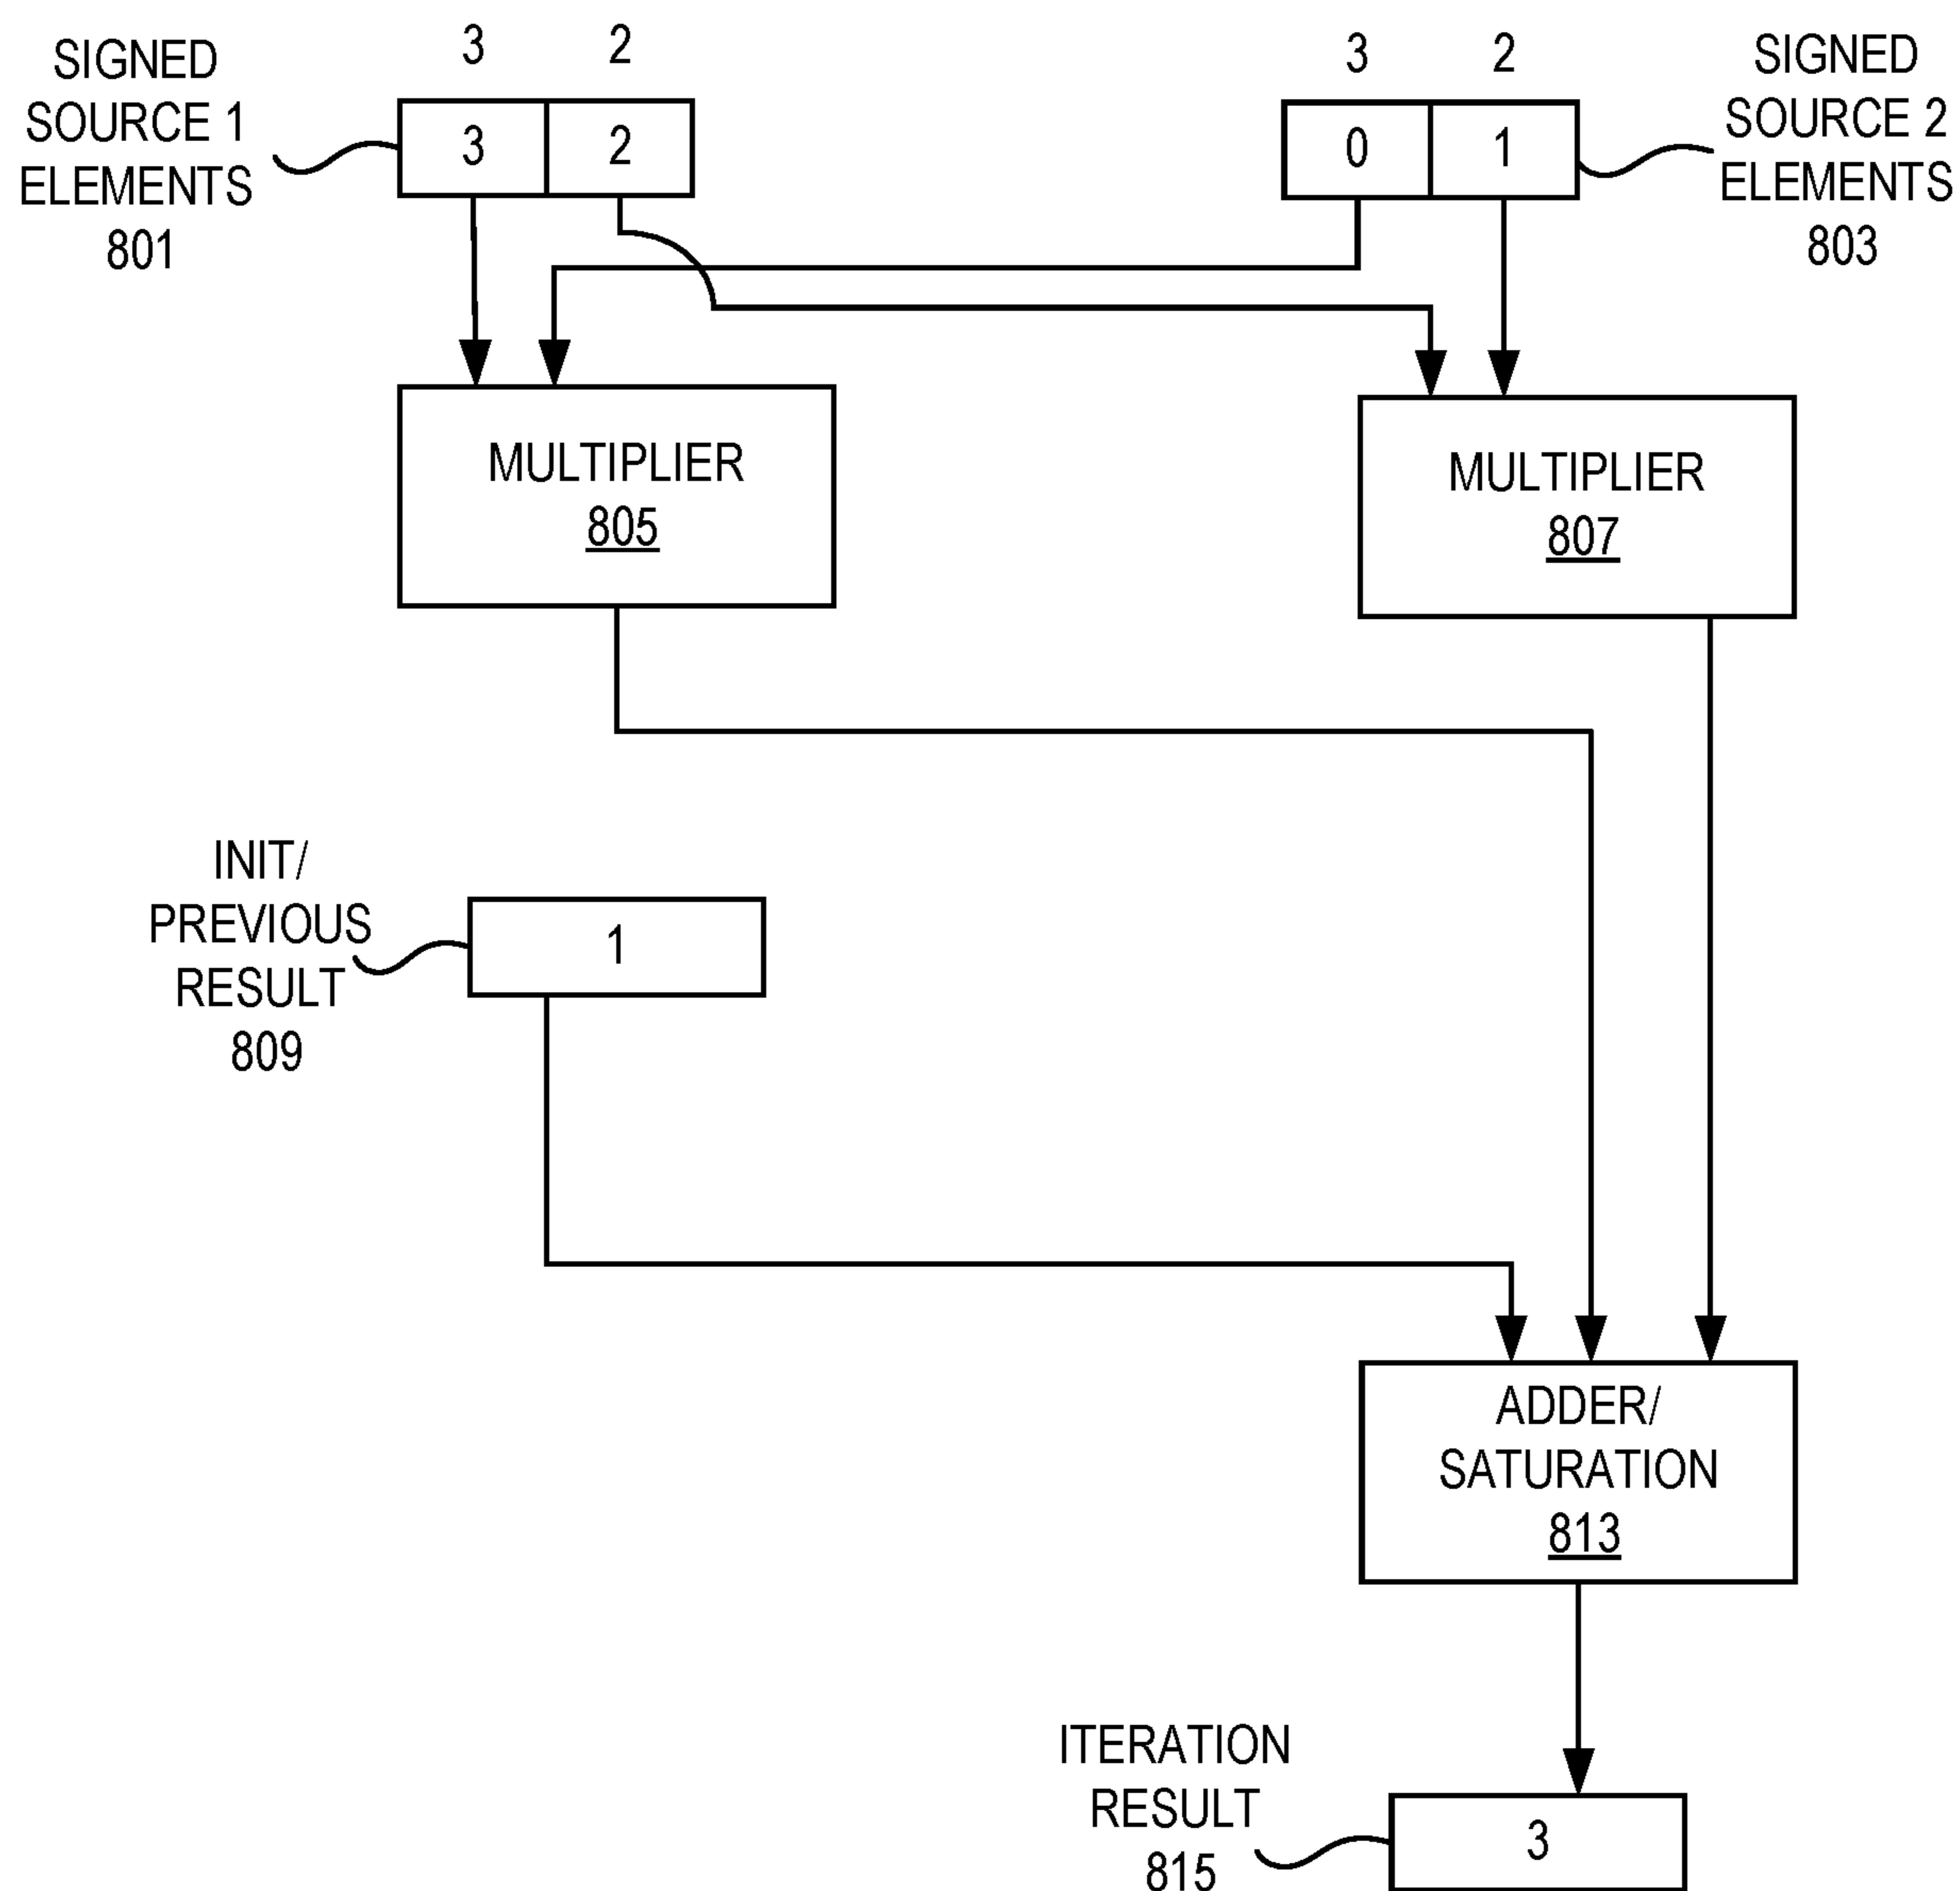 SIGNED
SOURCE 1
ELEMENTS
801
3 2
3 2
3 2
0 1
SIGNED
SOURCE 2
ELEMENTS
803
MULTIPLIER
805
MULTIPLIER
807
INIT/
PREVIOUS
RESULT
809
1
ADDER/
SATURATION
813
ITERATION
RESULT
815
3